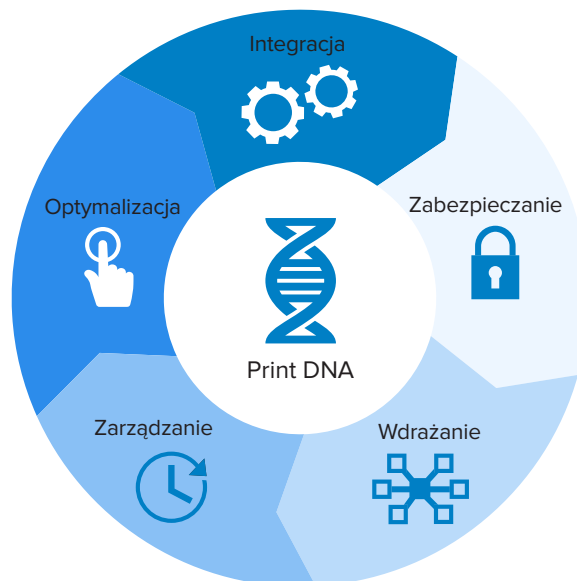 Integracja
Optymalizacja
Zabezpieczanie
Print DNA
Zarządzanie
Wdrażanie